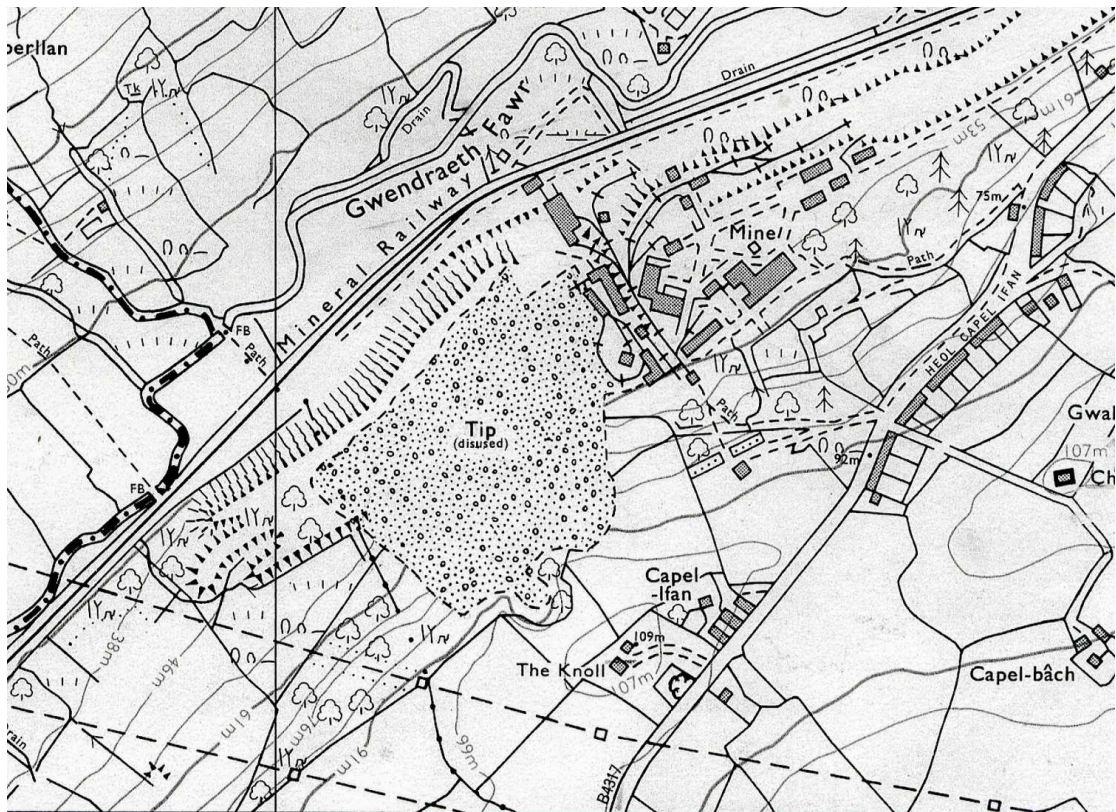 perllan
Tk
Drain
Gwendraeth Fawr
Drain
Mineral Railway
61m
53m
75m
Mine
Path
HEOL CAPEL IFAN
FB
Path
Path
Tip
(disused)
Path
92m
Gwal
107m
Ch
FB
Capel
-Ifan
109m
The Knoll
107m
Capel-bâch
38m
46m
61m
76m
91m
99m
B4317
rain